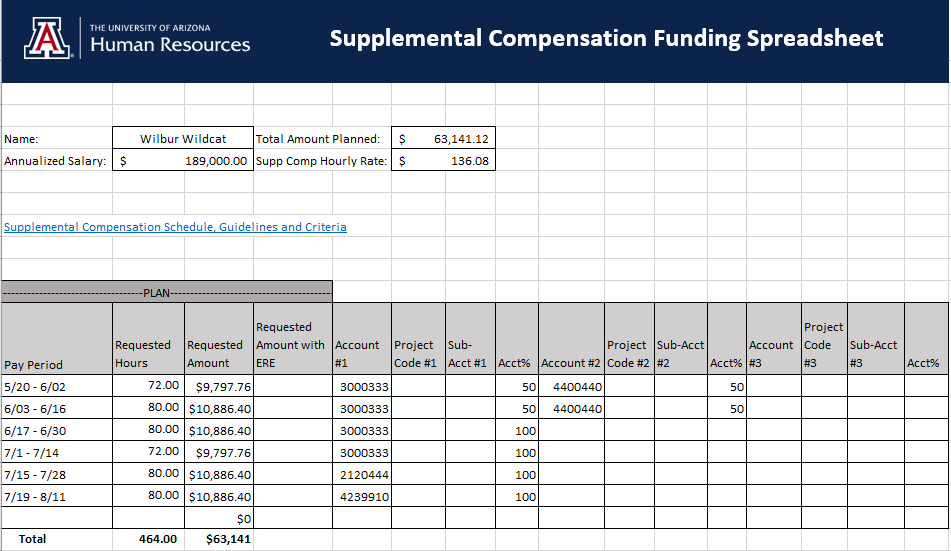 THE UNIVERSITY OF ARIZONA
Human Resources
Supplemental Compensation Funding Spreadsheet
Name: Wilbur Wildcat Total Amount Planned: $ 63,141.12
Annualized Salary: $ 189,000.00 Supp Comp Hourly Rate: $ 136.08
Supplemental Compensation Schedule, Guidelines and Criteria
-----------------------------------PLAN----------------------------------------
Pay Period Requested Hours Requested Amount Requested Amount with ERE Account #1 Project Code #1 Sub-Acct #1 Acct% Account #2 Project Code #2 Sub-Acct #2 Acct% Account #3 Project Code #3 Sub-Acct #3 Acct%
5/20 - 6/02 72.00 $9,797.76 3000333 50 4400440 50
6/03 - 6/16 80.00 $10,886.40 3000333 50 4400440 50
6/17 - 6/30 80.00 $10,886.40 3000333 100
7/1 - 7/14 72.00 $9,797.76 3000333 100
7/15 - 7/28 80.00 $10,886.40 2120444 100
7/19 - 8/11 80.00 $10,886.40 4239910 100
$0
Total 464.00 $63,141